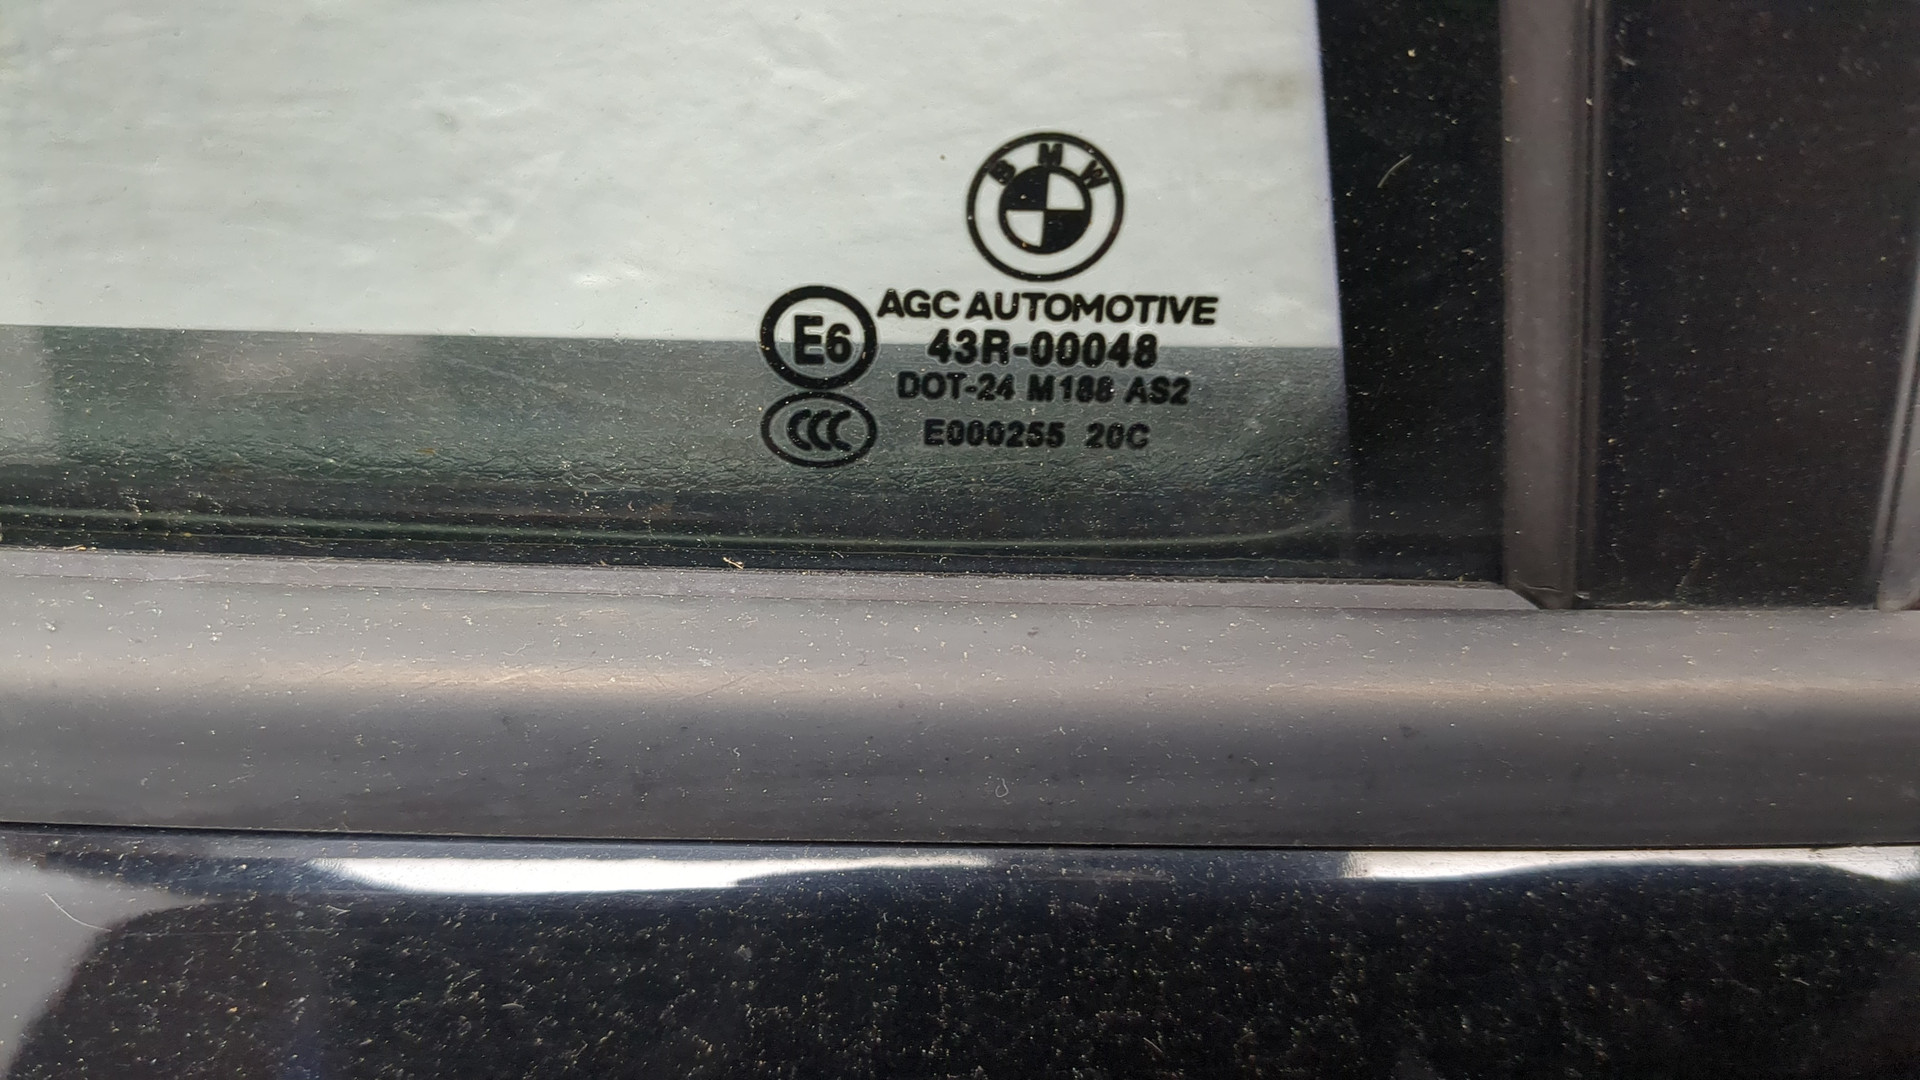 BMW
AGC AUTOMOTIVE
E6 43R-00048
DOT-24 M188 AS2
CCC E000255 20C